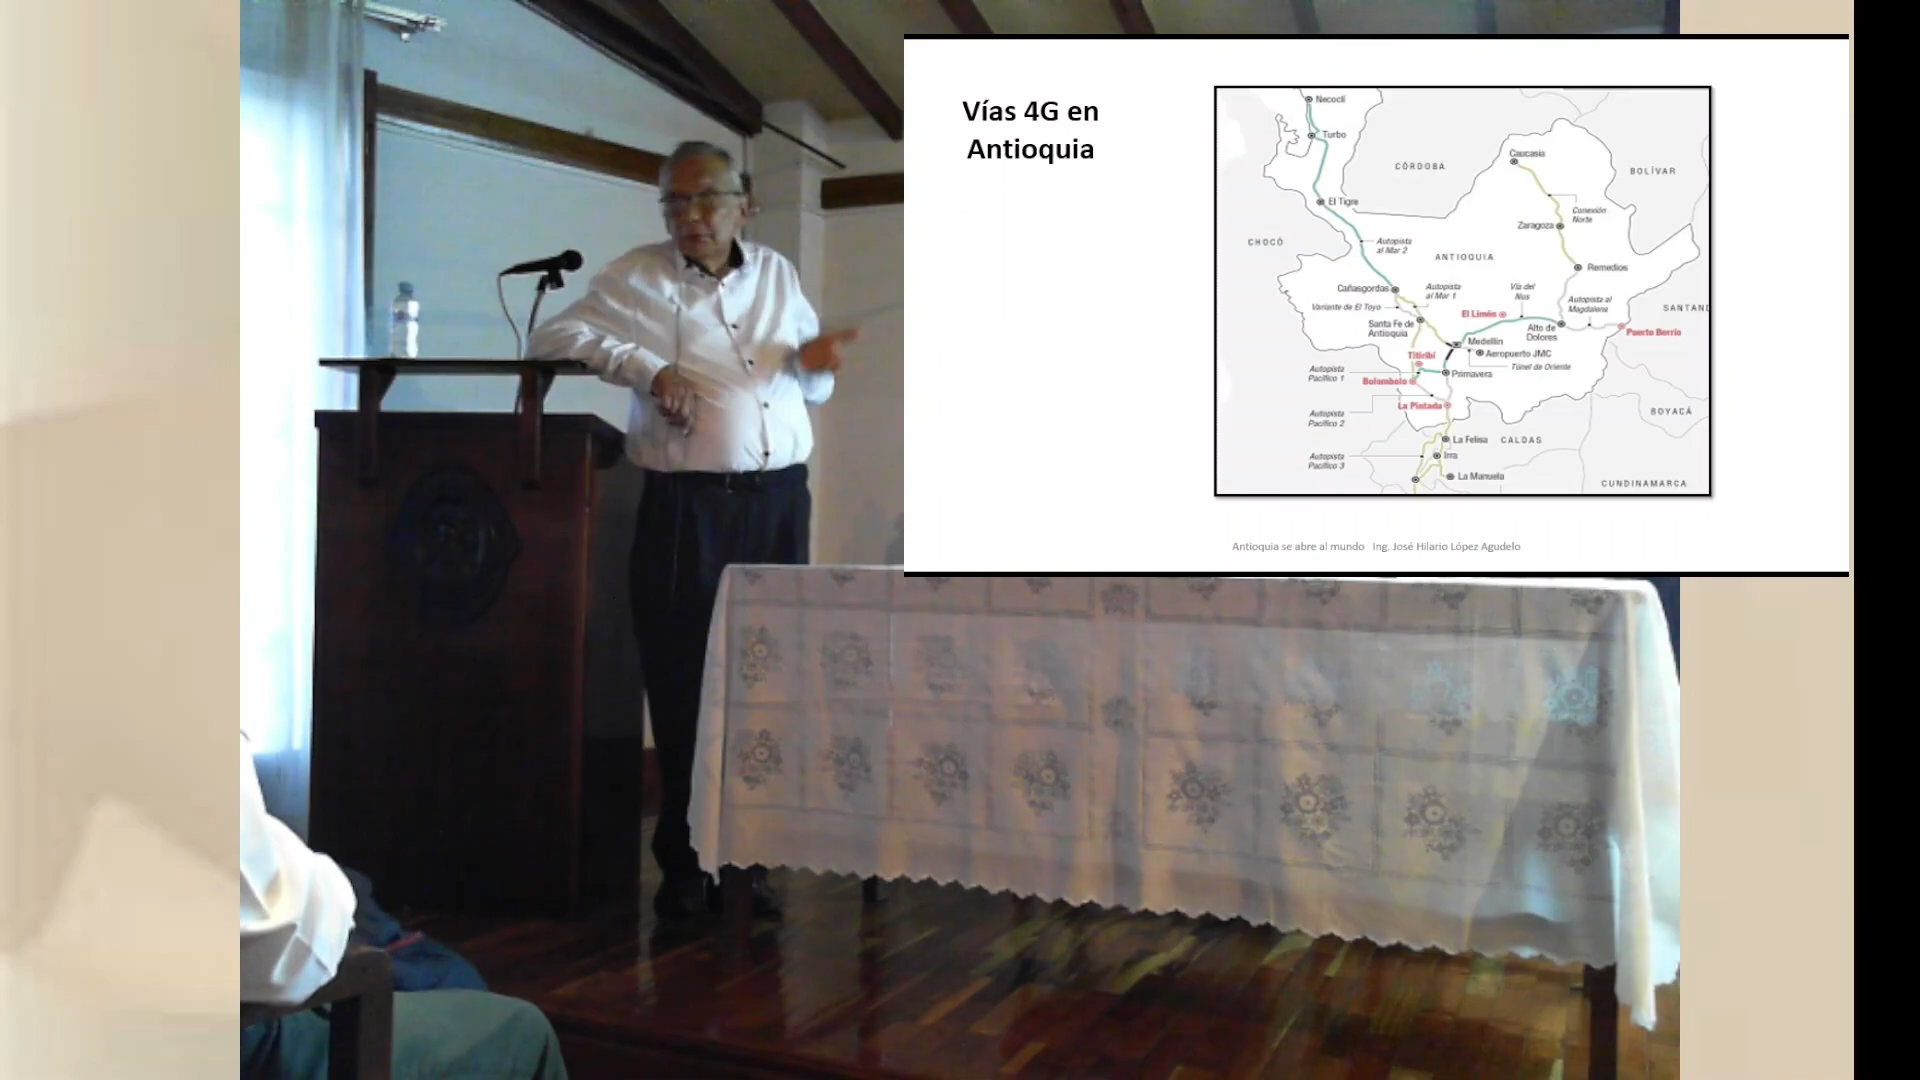 Vías 4G en
Antioquia
Necoclí
Turbo
CÓRDOBA
Caucasia
BOLÍVAR
El Tigre
Conexión
Norte
Zaragoza
CHOCÓ
Autopista
al Mar 2
ANTIOQUIA
Remedios
Cañasgordas
Autopista
al Mar 1
Vía del
Nus
Autopista al
Magdalena
SANTAND
Variante de El Toyo
El Limón
Santa Fe de
Antioquia
Alto de
Dolores
Puerto Berrio
Medellín
Titiribí
Aeropuerto JMC
Túnel de Oriente
Autopista
Pacífico 1
Bolombolo
Primavera
La Pintada
Autopista
Pacífico 2
BOYACÁ
La Felisa
CALDAS
Autopista
Pacífico 3
Irra
La Manuela
CUNDINAMARCA
Antioquia se abre al mundo Ing. José Hilario López Agudelo